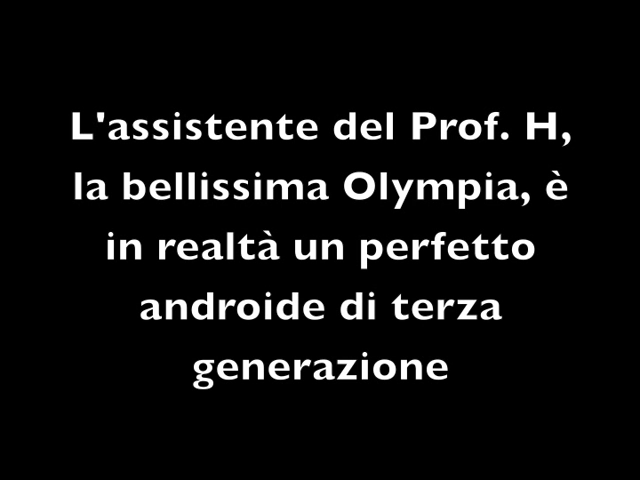 L'assistente del Prof. H,
la bellissima Olympia, è
in realtà un perfetto
androide di terza
generazione